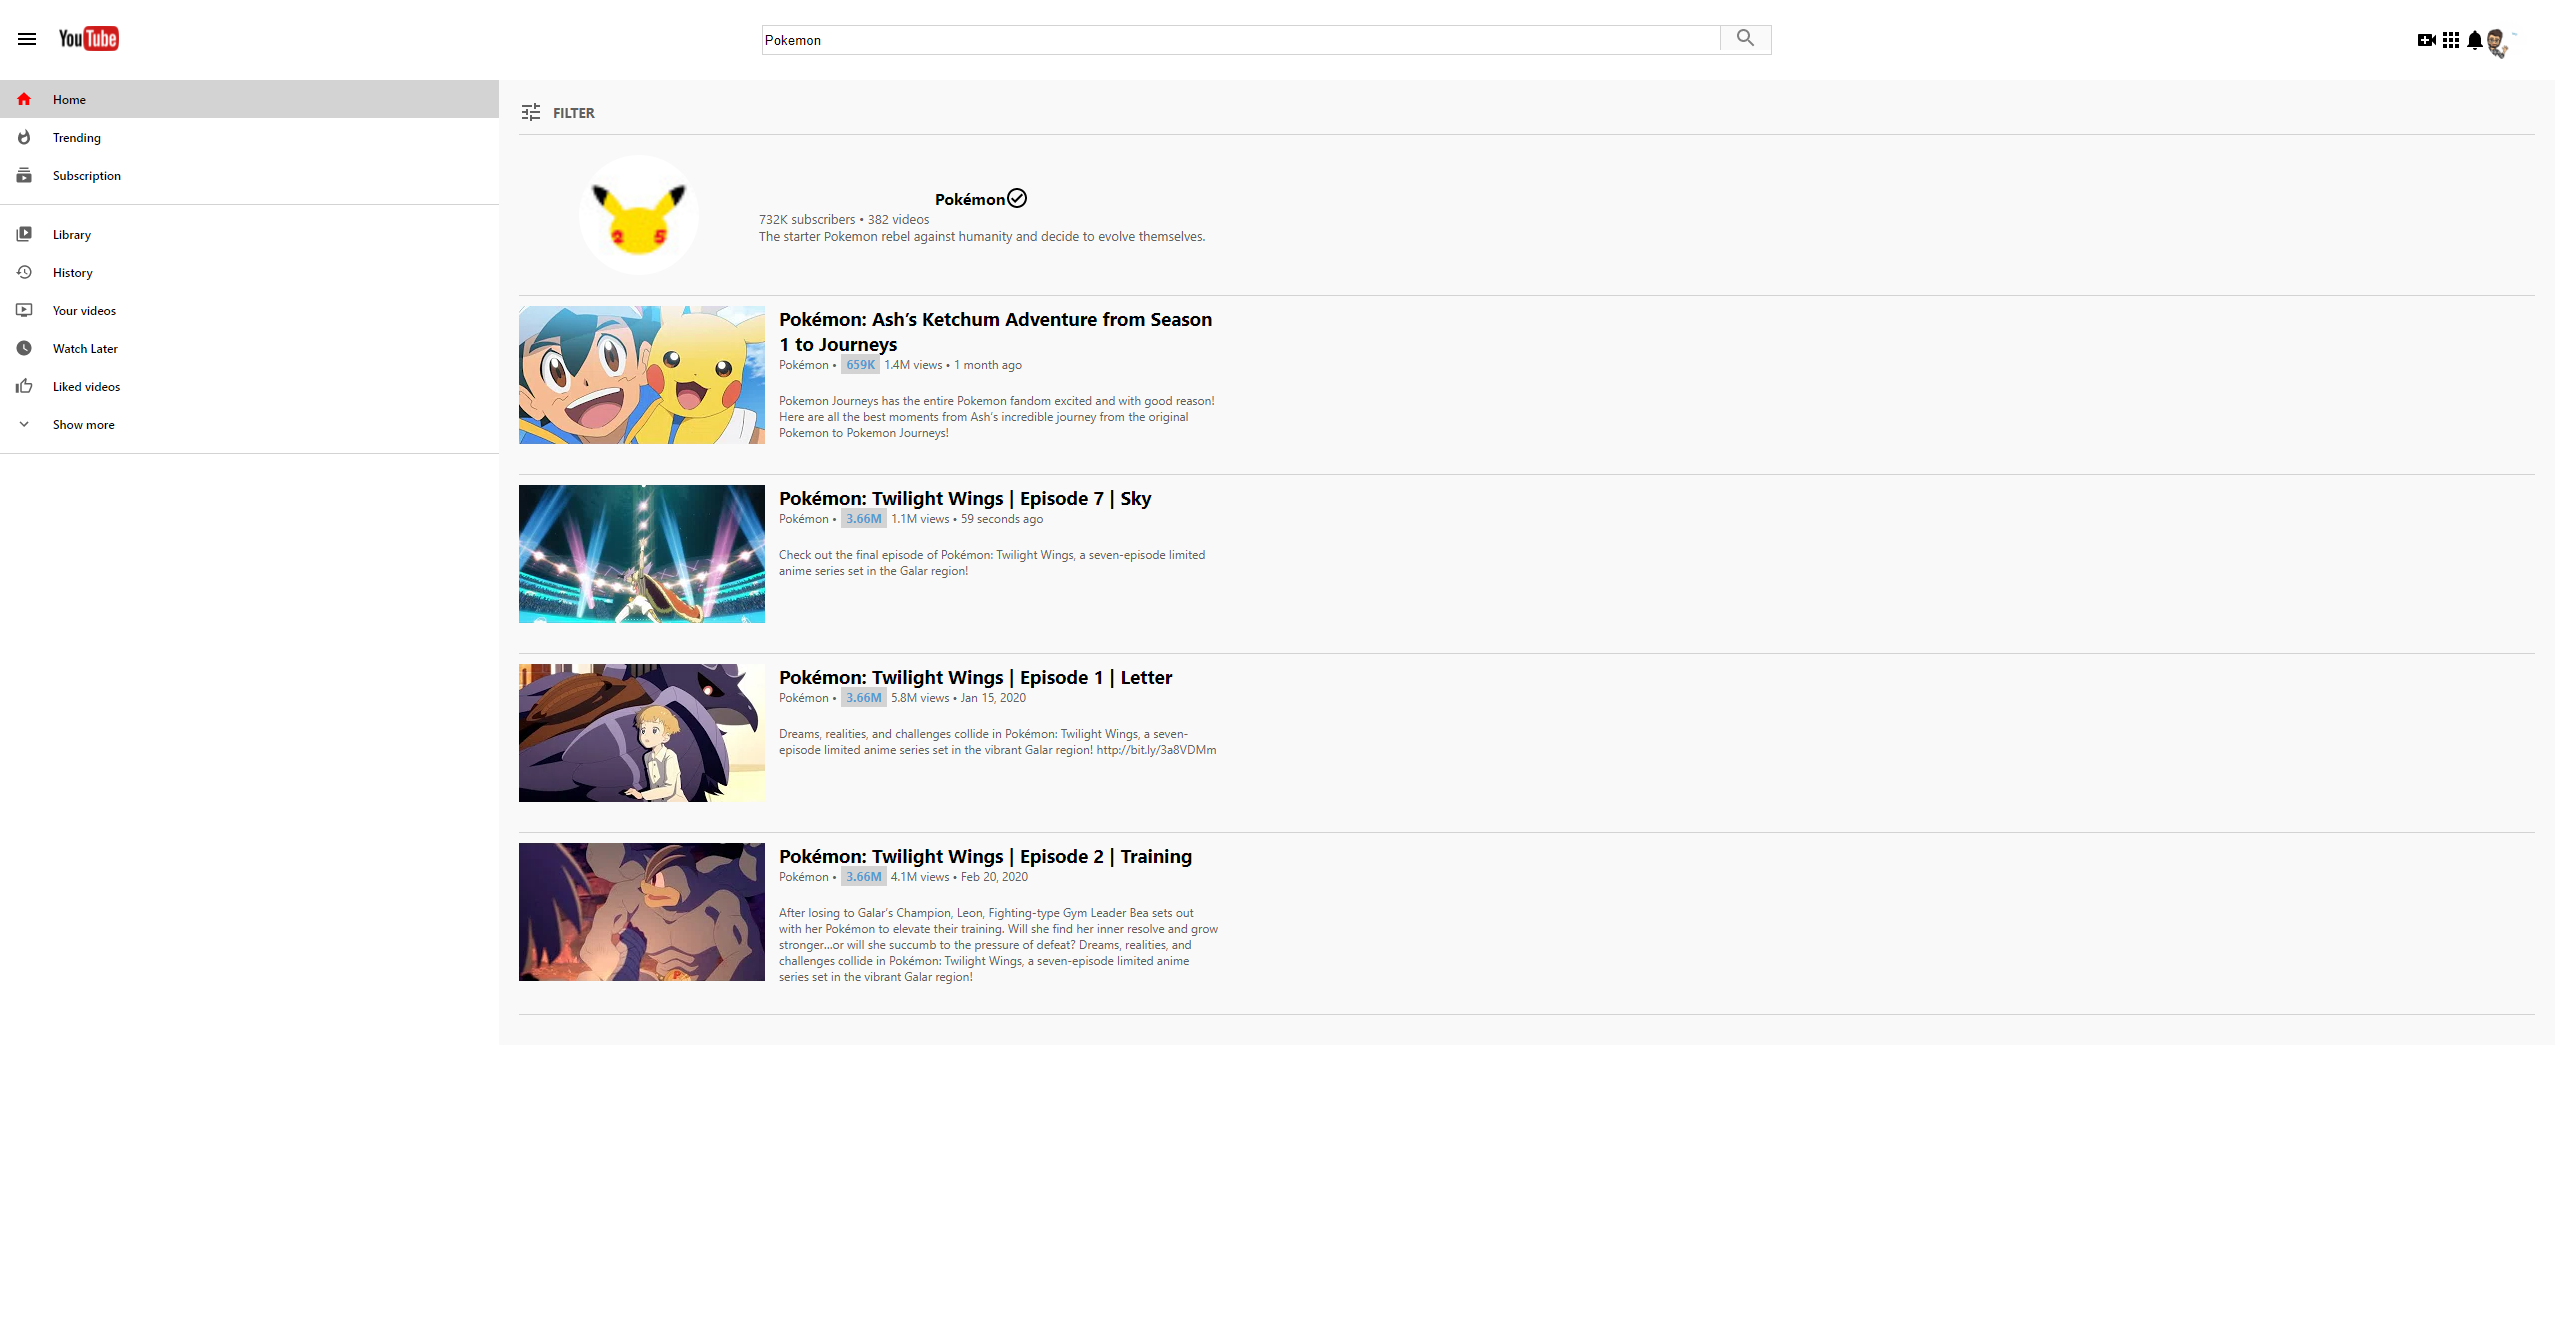 YouTube
Pokemon
Home
Trending
Subscription
Library
History
Your videos
Watch Later
Liked videos
Show more
FILTER
25
Pokémon
732K subscribers • 382 videos
The starter Pokemon rebel against humanity and decide to evolve themselves.
Pokémon: Ash’s Ketchum Adventure from Season
1 to Journeys
Pokémon • 659K 1.4M views • 1 month ago
Pokemon Journeys has the entire Pokemon fandom excited and with good reason!
Here are all the best moments from Ash’s incredible journey from the original
Pokemon to Pokemon Journeys!
Pokémon: Twilight Wings | Episode 7 | Sky
Pokémon • 3.66M 1.1M views • 59 seconds ago
Check out the final episode of Pokémon: Twilight Wings, a seven-episode limited
anime series set in the Galar region!
Pokémon: Twilight Wings | Episode 1 | Letter
Pokémon • 3.66M 5.8M views • Jan 15, 2020
Dreams, realities, and challenges collide in Pokémon: Twilight Wings, a seven-
episode limited anime series set in the vibrant Galar region! http://bit.ly/3a8VDMm
Pokémon: Twilight Wings | Episode 2 | Training
Pokémon • 3.66M 4.1M views • Feb 20, 2020
After losing to Galar’s Champion, Leon, Fighting-type Gym Leader Bea sets out
with her Pokémon to elevate their training. Will she find her inner resolve and grow
stronger...or will she succumb to the pressure of defeat? Dreams, realities, and
challenges collide in Pokémon: Twilight Wings, a seven-episode limited anime
series set in the vibrant Galar region!